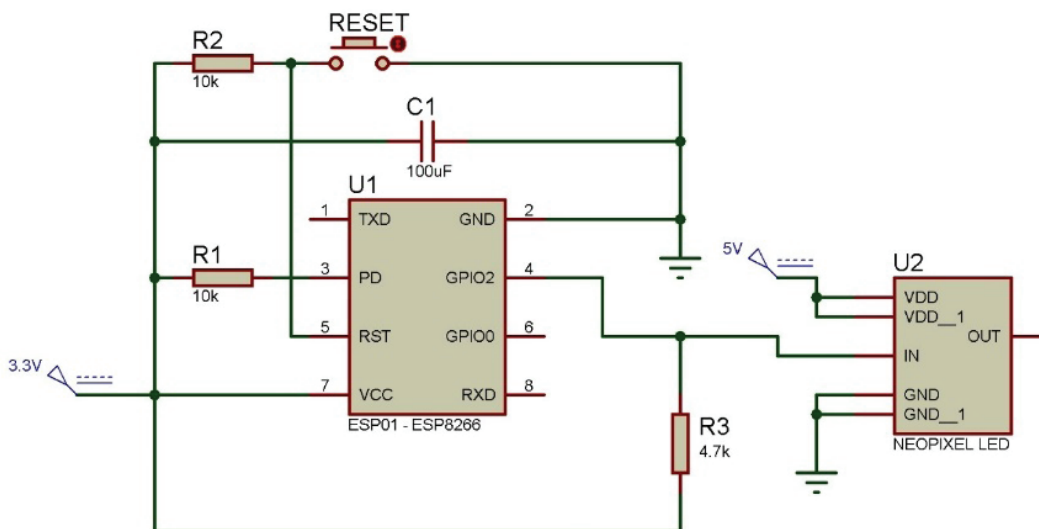 RESET
R2
10k
C1
100uF
U1
1 TXD GND 2
R1
10k
3 PD GPIO2 4
5 RST GPIO0 6
7 VCC RXD 8
ESP01 - ESP8266
3.3V
R3
4.7k
5V
U2
VDD
VDD__1
OUT
IN
GND
GND__1
NEOPIXEL LED